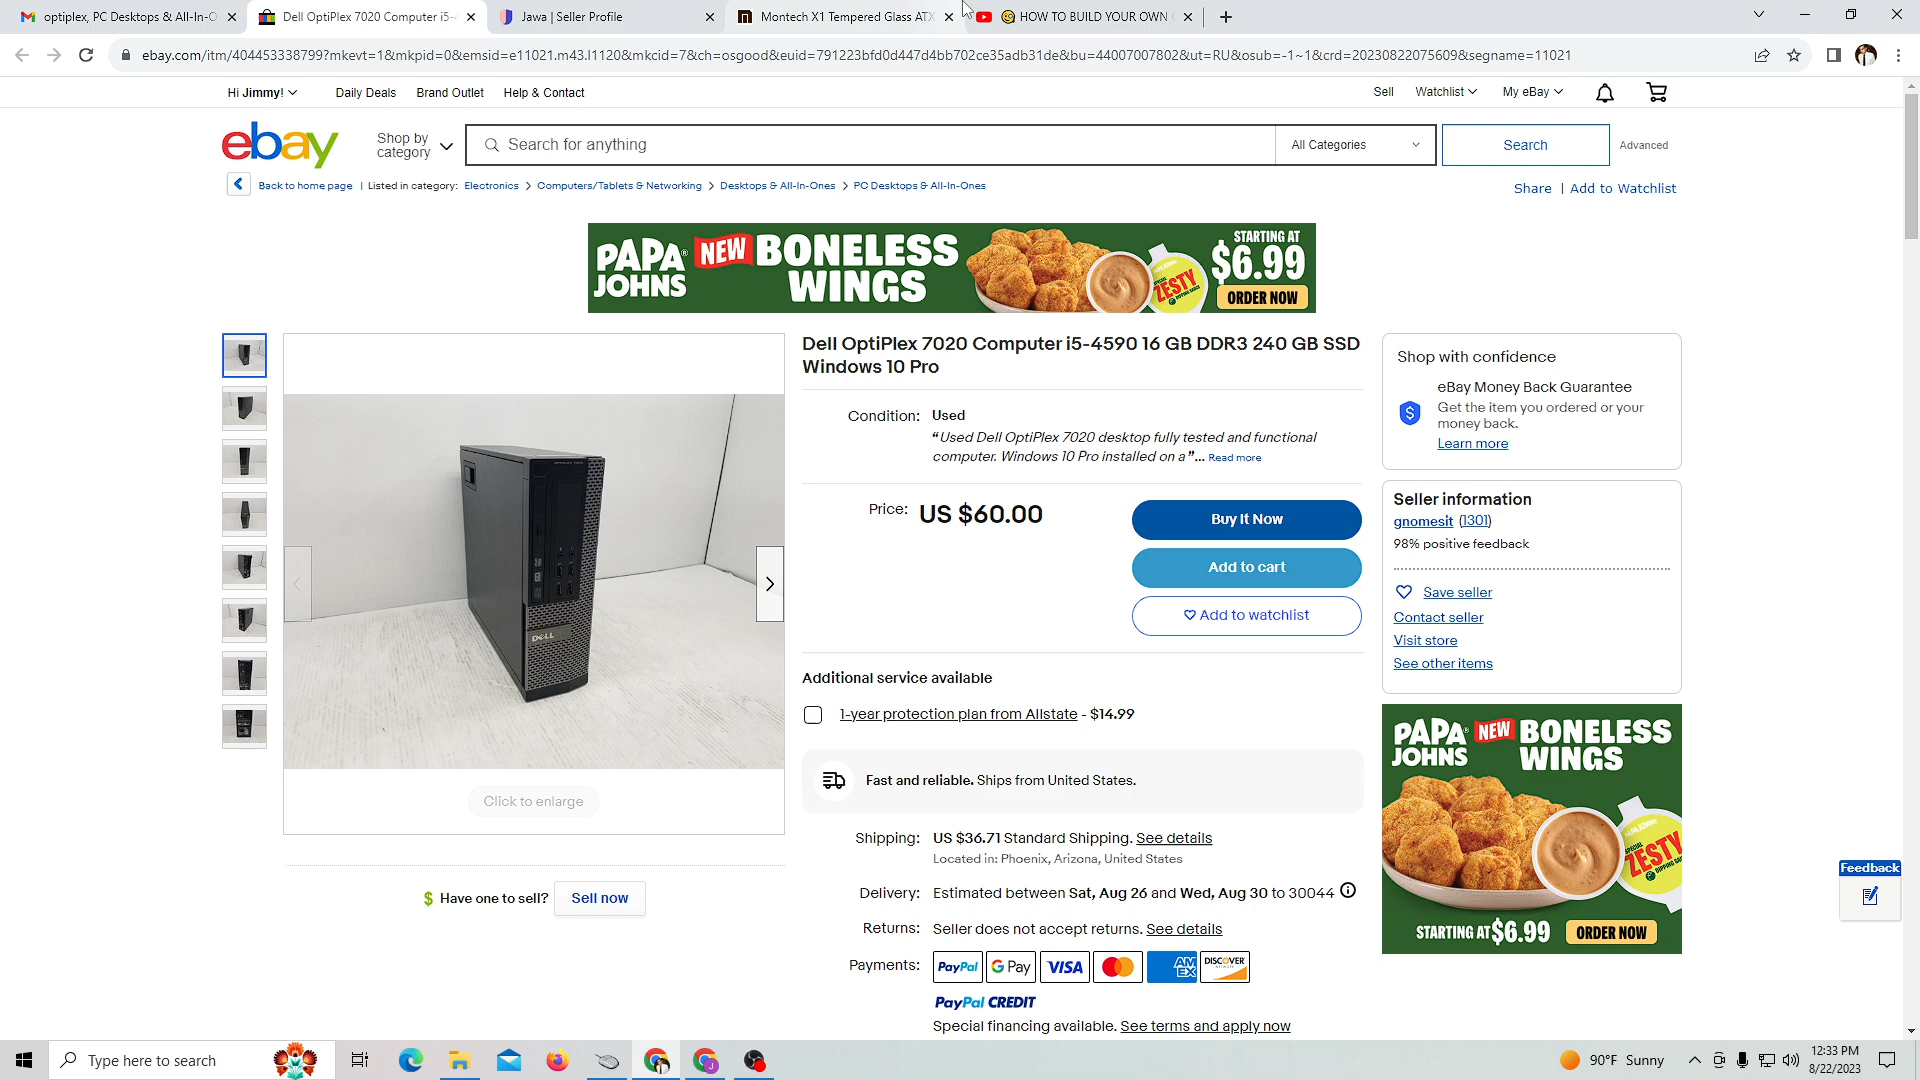 optiplex, PC Desktops & All-In-O
Dell OptiPlex 7020 Computer i5-
Jawa | Seller Profile
Montech X1 Tempered Glass ATX
HOW TO BUILD YOUR OWN
ebay.com/itm/404453338799?mkevt=1&mkpid=0&emsid=e11021.m43.l1120&mkcid=7&ch=osgood&euid=791223bfd0d447d4bb702ce35adb31de&bu=44007007802&ut=RU&osub=-1~1&crd=20230822075609&segname=11021
Hi Jimmy!
Daily Deals
Brand Outlet
Help & Contact
Sell
Watchlist
My eBay
ebay
Shop by
category
Search for anything
All Categories
Search
Advanced
Back to home page | Listed in category: Electronics > Computers/Tablets & Networking > Desktops & All-In-Ones > PC Desktops & All-In-Ones
Share | Add to Watchlist
PAPA JOHNS
NEW BONELESS WINGS
SPECIAL ZESTY
STARTING AT $6.99
ORDER NOW
Dell OptiPlex 7020 Computer i5-4590 16 GB DDR3 240 GB SSD
Windows 10 Pro
Condition: Used
“Used Dell OptiPlex 7020 desktop fully tested and functional
computer. Windows 10 Pro installed on a”... Read more
Price: US $60.00
Buy It Now
Add to cart
Add to watchlist
DELL
Click to enlarge
Have one to sell? Sell now
Additional service available
1-year protection plan from Allstate - $14.99
Fast and reliable. Ships from United States.
Shipping: US $36.71 Standard Shipping. See details
Located in: Phoenix, Arizona, United States
Delivery: Estimated between Sat, Aug 26 and Wed, Aug 30 to 30044
Returns: Seller does not accept returns. See details
Payments: PayPal G Pay VISA AM EX DISCOVER
PayPal CREDIT
Special financing available. See terms and apply now
Shop with confidence
eBay Money Back Guarantee
Get the item you ordered or your
money back.
Learn more
Seller information
gnomesit (1301)
98% positive feedback
Save seller
Contact seller
Visit store
See other items
PAPA JOHNS
NEW BONELESS
WINGS
SPECIAL ZESTY
STARTING AT $6.99 ORDER NOW
Feedback
Type here to search
90°F Sunny
12:33 PM
8/22/2023